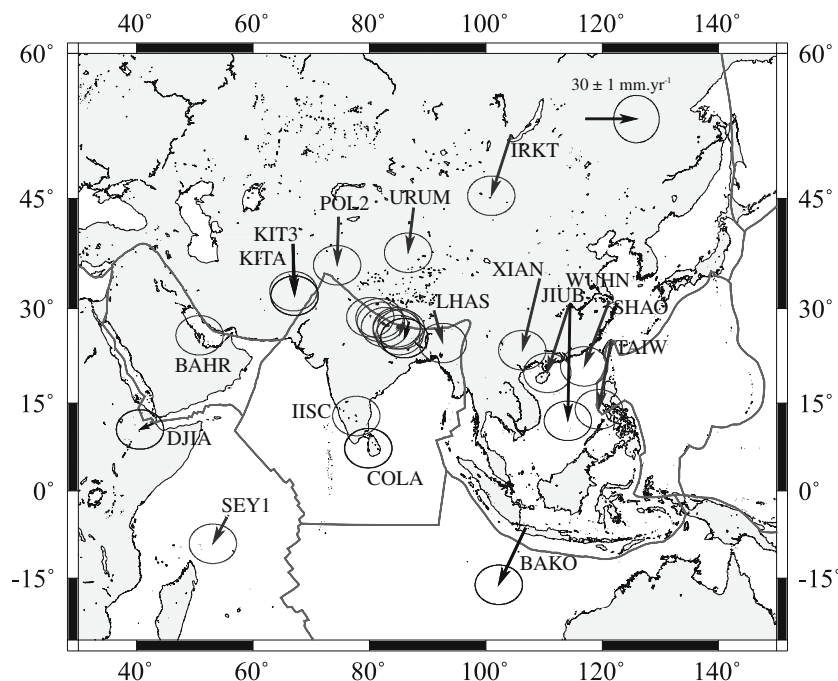 40° 60° 80° 100° 120° 140°
60° 60°
30 ± 1 mm.yr⁻¹
IRKT
45° 45°
POL2 URUM
KIT3
KITA
XIAN WUHN
JIUB
LHAS SHAO
30° 30°
TAIW
BAHR
15° 15°
IISC
DJIA
COLA
0° 0°
SEY1
BAKO
-15° -15°
40° 60° 80° 100° 120° 140°